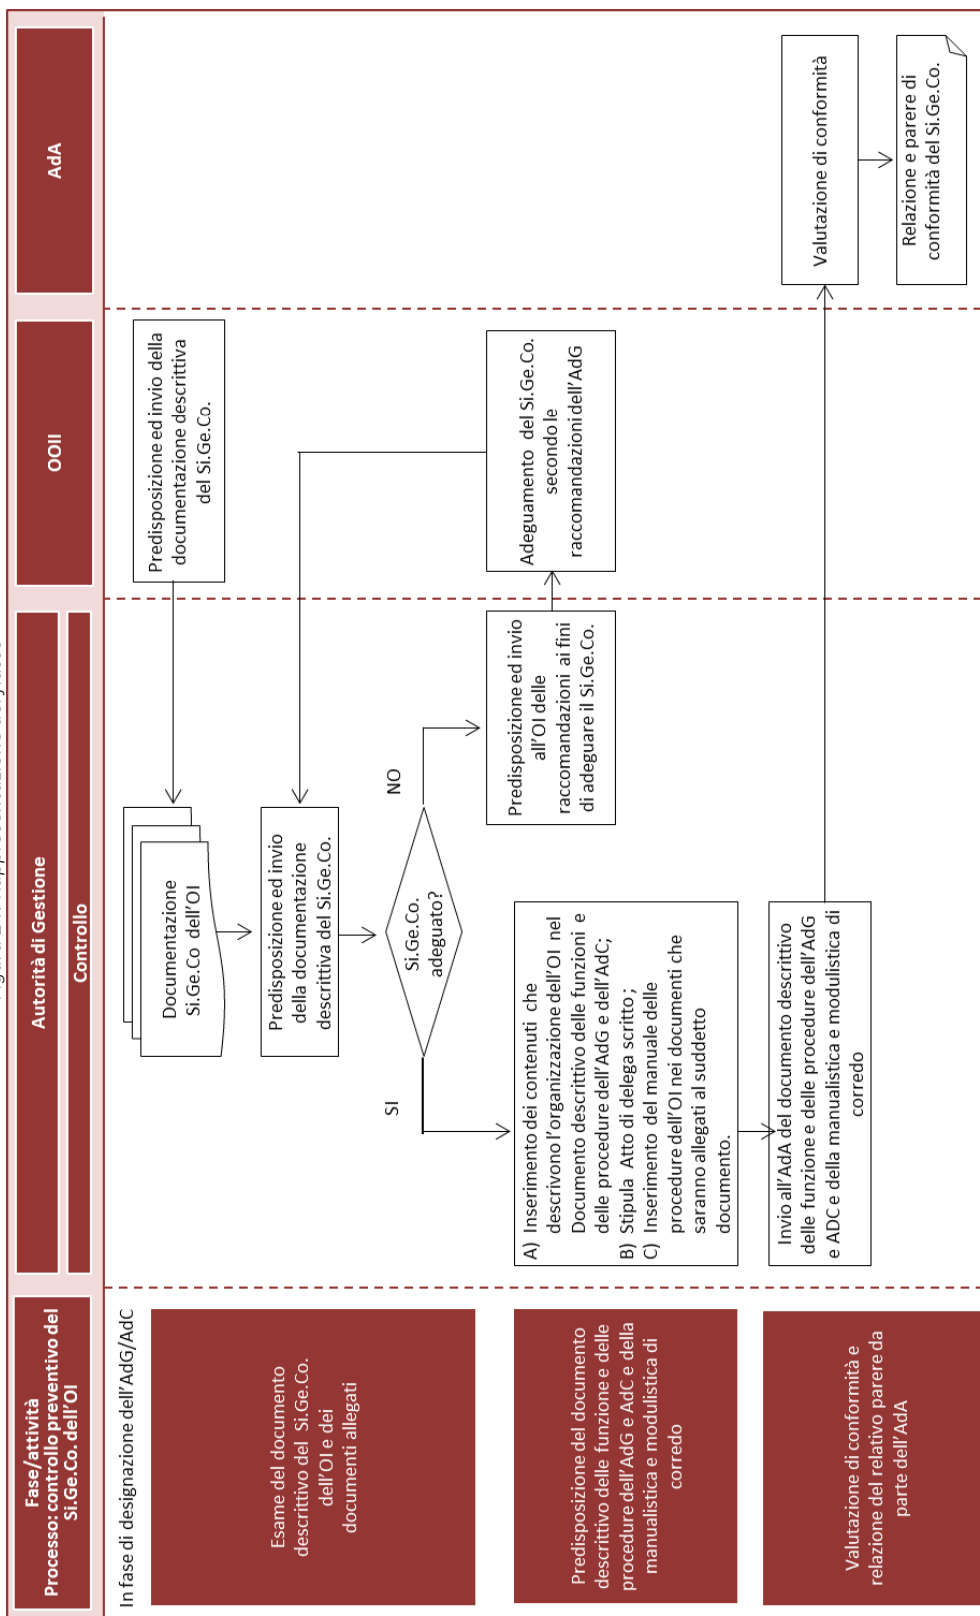 Fase/attività
Processo: controllo preventivo del
Si.Ge.Co. dell'OI
Autorità di Gestione
Controllo
OOII
AdA
In fase di designazione dell'AdG/AdC
Esame del documento
descrittivo del Si.Ge.Co.
dell'OI e dei
documenti allegati
Predisposizione ed invio della
documentazione descrittiva
del Si.Ge.Co.
Documentazione
Si.Ge.Co dell'OI
Predisposizione ed invio
della documentazione
descrittiva del Si.Ge.Co.
Si.Ge.Co.
adeguato?
SI
NO
Predisposizione ed invio
all'OI delle
raccomandazioni ai fini
di adeguare il Si.Ge.Co.
Adeguamento del Si.Ge.Co.
secondo le
raccomandazioni dell'AdG
Predisposizione del documento
descrittivo delle funzione e delle
procedure dell'AdG e AdC e della
manualistica e modulistica di
corredo
A) Inserimento dei contenuti che
descrivono l'organizzazione dell'OI nel
Documento descrittivo delle funzioni e
delle procedure dell'AdG e dell'AdC;
B) Stipula Atto di delega scritto;
C) Inserimento del manuale delle
procedure dell'OI nei documenti che
saranno allegati al suddetto
documento.
Valutazione di conformità e
relazione del relativo parere da
parte dell'AdA
Invio all'AdA del documento descrittivo
delle funzione e delle procedure dell'AdG
e ADC e della manualistica e modulistica di
corredo
Valutazione di conformità
Relazione e parere di
conformità del Si.Ge.Co.